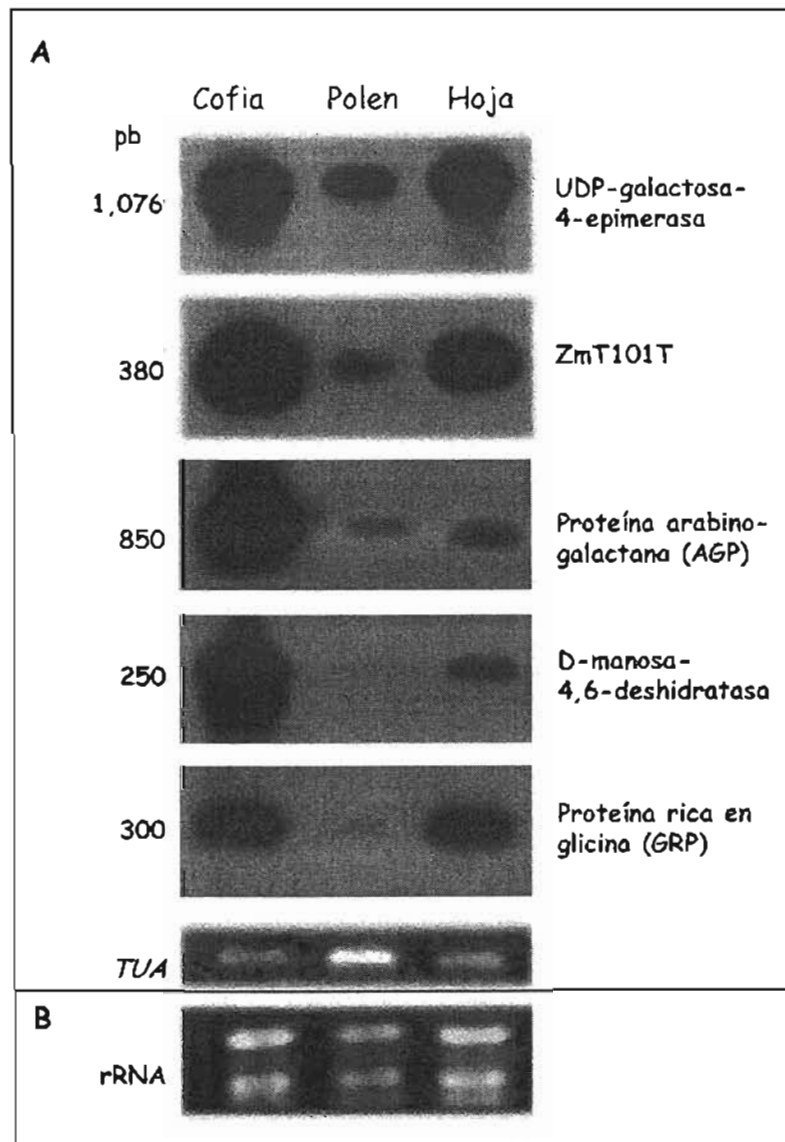 A
Cofia Polen Hoja
pb
1,076
UDP-galactosa-
4-epimerasa
380
ZmT101T
850
Proteína arabino-
galactana (AGP)
250
D-manosa-
4,6-deshidratasa
300
Proteína rica en
glicina (GRP)
TUA
B
rRNA